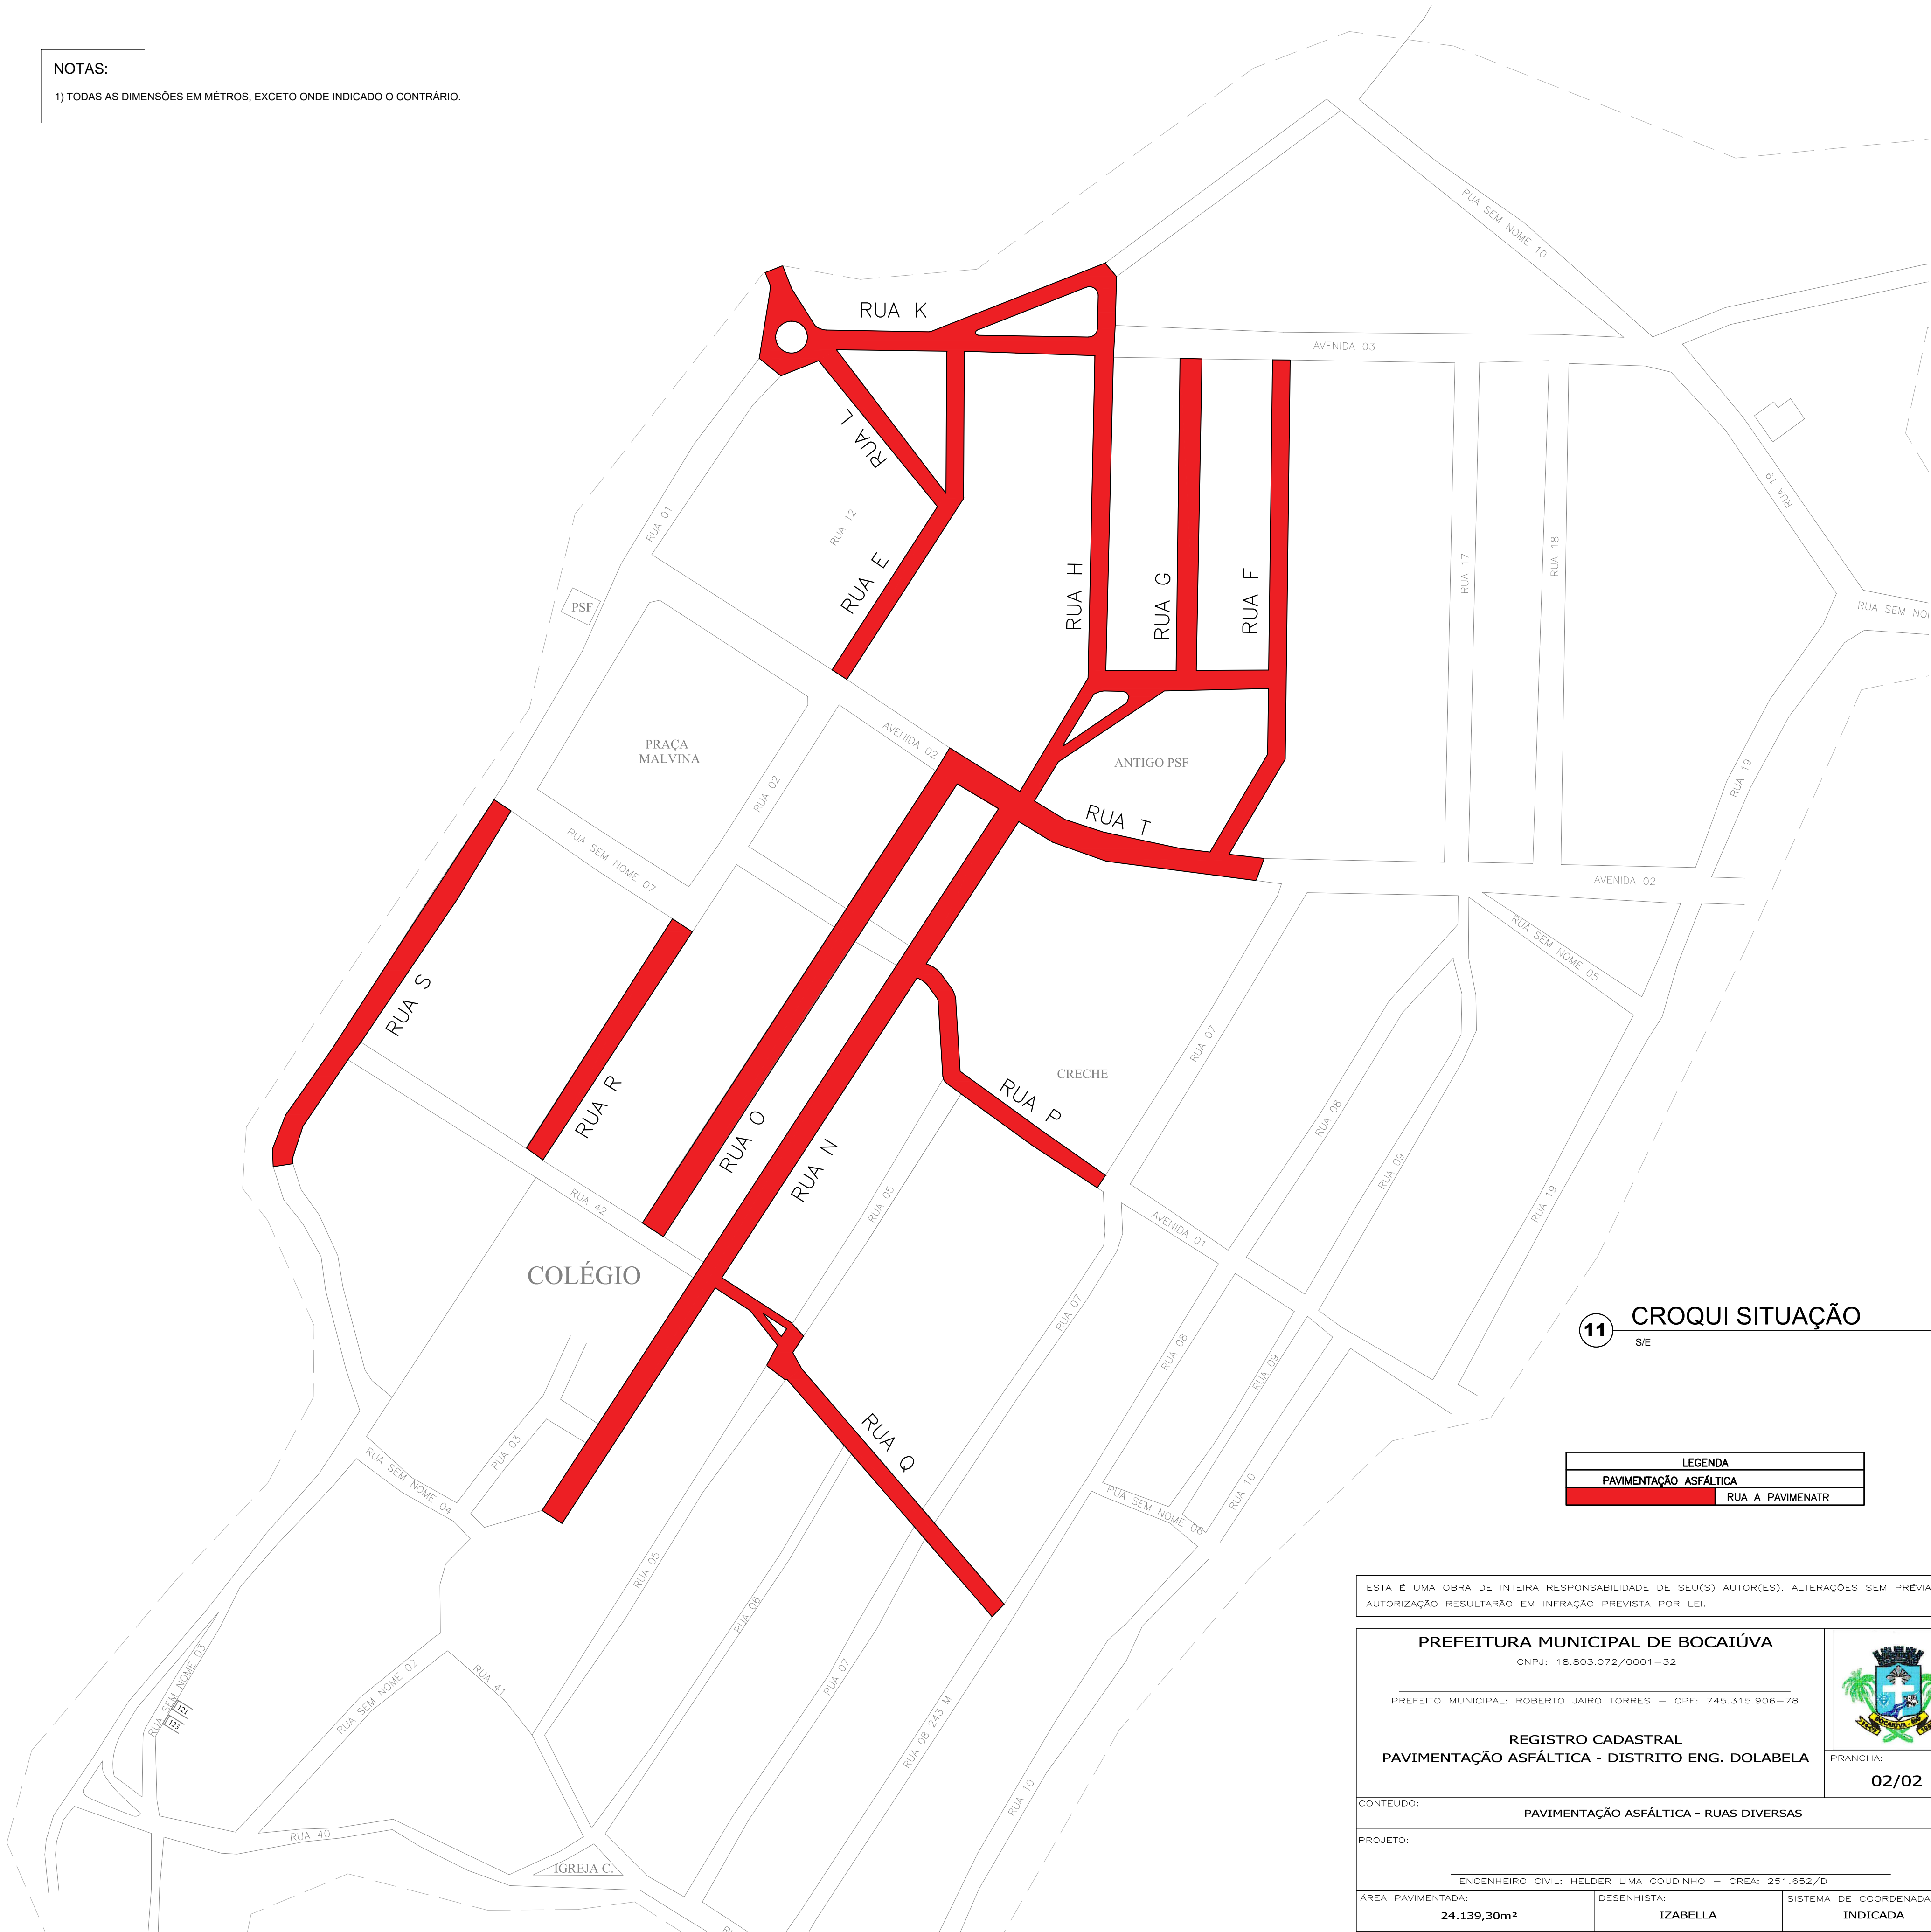 NOTAS:
1) TODAS AS DIMENSÕES EM MÉTROS, EXCETO ONDE INDICADO O CONTRÁRIO.
RUA SEM NOME 10
RUA K
AVENIDA 03
RUA L
RUA 19
RUA 01
RUA 12
RUA E
RUA H
RUA G
RUA F
RUA 17
RUA 18
PSF
RUA SEM
PRAÇA
MALVINA
AVENIDA 02
RUA 02
ANTIGO PSF
RUA T
RUA 19
RUA SEM NOME 07
AVENIDA 02
RUA SEM NOME 05
RUA S
RUA R
RUA O
RUA N
CRECHE
RUA P
RUA 07
RUA 08
RUA 09
RUA 42
RUA 05
AVENIDA 01
RUA 19
COLÉGIO
RUA 07
RUA 08
RUA 09
11
CROQUI SITUAÇÃO
S/E
RUA Q
RUA SEM NOME 04
RUA 03
RUA SEM NOME 06
RUA 10
LEGENDA
PAVIMENTAÇÃO ASFÁLTICA
RUA A PAVIMENATR
RUA 05
RUA 06
RUA 07
RUA 08 243 M
RUA SEM NOME 03
121
123
RUA SEM NOME 02
RUA 41
RUA 10
RUA 40
IGREJA C.
ESTA É UMA OBRA DE INTEIRA RESPONSABILIDADE DE SEU(S) AUTOR(ES). ALTERAÇÕES SEM PRÉVIA
AUTORIZAÇÃO RESULTARÃO EM INFRAÇÃO PREVISTA POR LEI.
PREFEITURA MUNICIPAL DE BOCAIÚVA
CNPJ: 18.803.072/0001-32
PREFEITO MUNICIPAL: ROBERTO JAIRO TORRES - CPF: 745.315.906-78
REGISTRO CADASTRAL
PAVIMENTAÇÃO ASFÁLTICA - DISTRITO ENG. DOLABELA
BOCAIÚVA - MG
PRANCHA:
02/02
CONTEUDO:
PAVIMENTAÇÃO ASFÁLTICA - RUAS DIVERSAS
PROJETO:
ENGENHEIRO CIVIL: HELDER LIMA GOUDINHO - CREA: 251.652/D
ÁREA PAVIMENTADA:
24.139,30m²
DESENHISTA:
IZABELLA
SISTEMA DE COORDENADA
INDICADA